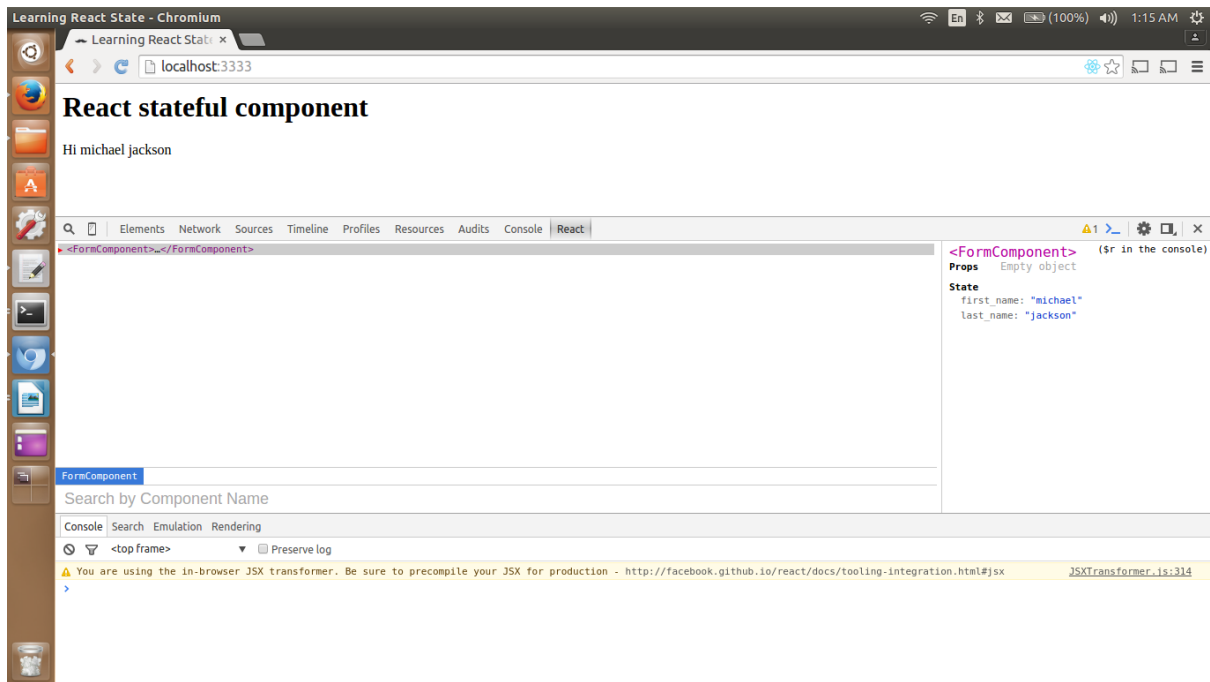 Learning React State - Chromium
En (100%) 1:15 AM
Learning React State ×
localhost:3333
React stateful component
Hi michael jackson
Elements Network Sources Timeline Profiles Resources Audits Console React 1
<FormComponent>…</FormComponent>
<FormComponent> ($r in the console)
Props Empty object
State
first_name: "michael"
last_name: "jackson"
FormComponent
Search by Component Name
Console Search Emulation Rendering
<top frame> Preserve log
You are using the in-browser JSX transformer. Be sure to precompile your JSX for production - http://facebook.github.io/react/docs/tooling-integration.html#jsx JSXTransformer.js:314
>